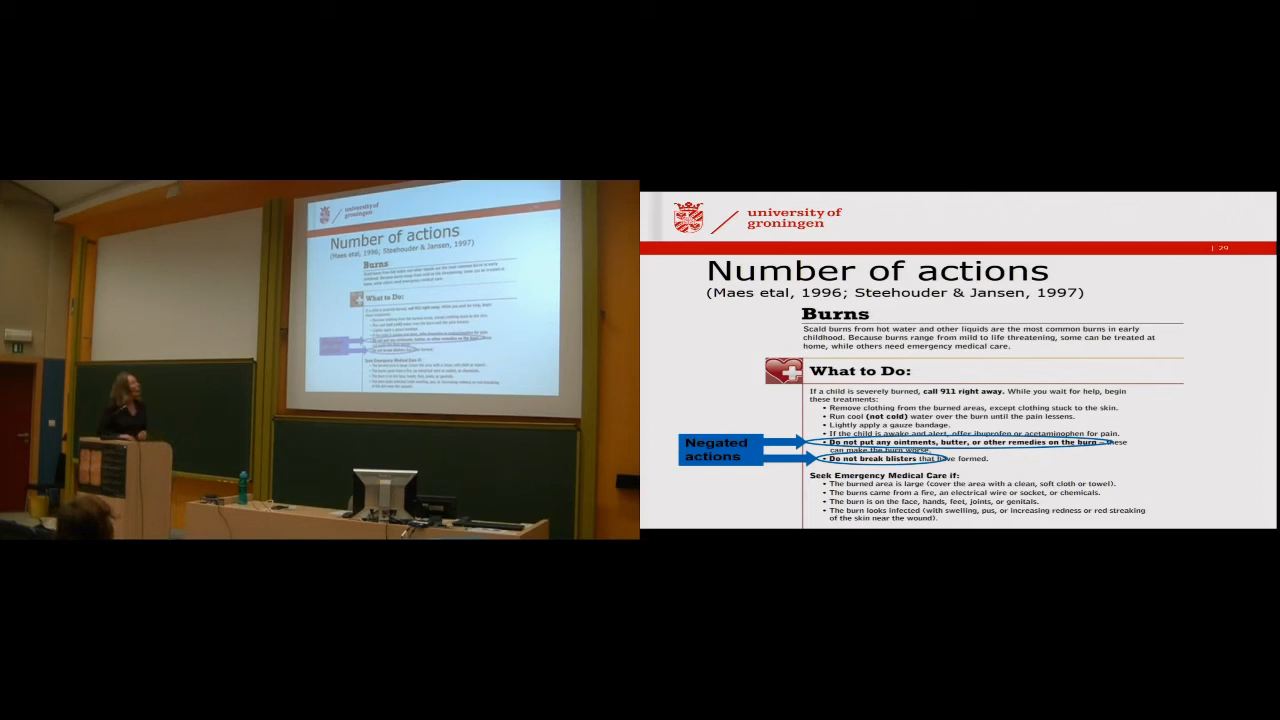 university of
groningen
Number of actions
(Maes etal, 1996; Steehouder & Jansen, 1997)
Burns
What to Do:
university of
groningen
| 29
Number of actions
(Maes etal, 1996; Steehouder & Jansen, 1997)
Burns
Scald burns from hot water and other liquids are the most common burns in early
childhood. Because burns range from mild to life threatening, some can be treated at
home, while others need emergency medical care.
What to Do:
If a child is severely burned, call 911 right away. While you wait for help, begin
these treatments:
• Remove clothing from the burned areas, except clothing stuck to the skin.
• Run cool (not cold) water over the burn until the pain lessens.
• Lightly apply a gauze bandage.
• If the child is awake and alert, offer ibuprofen or acetaminophen for pain.
• Do not put any ointments, butter, or other remedies on the burn – these
can make the burn worse.
• Do not break blisters that have formed.
Negated
actions
Seek Emergency Medical Care if:
• The burned area is large (cover the area with a clean, soft cloth or towel).
• The burns came from a fire, an electrical wire or socket, or chemicals.
• The burn is on the face, hands, feet, joints, or genitals.
• The burn looks infected (with swelling, pus, or increasing redness or red streaking
of the skin near the wound).